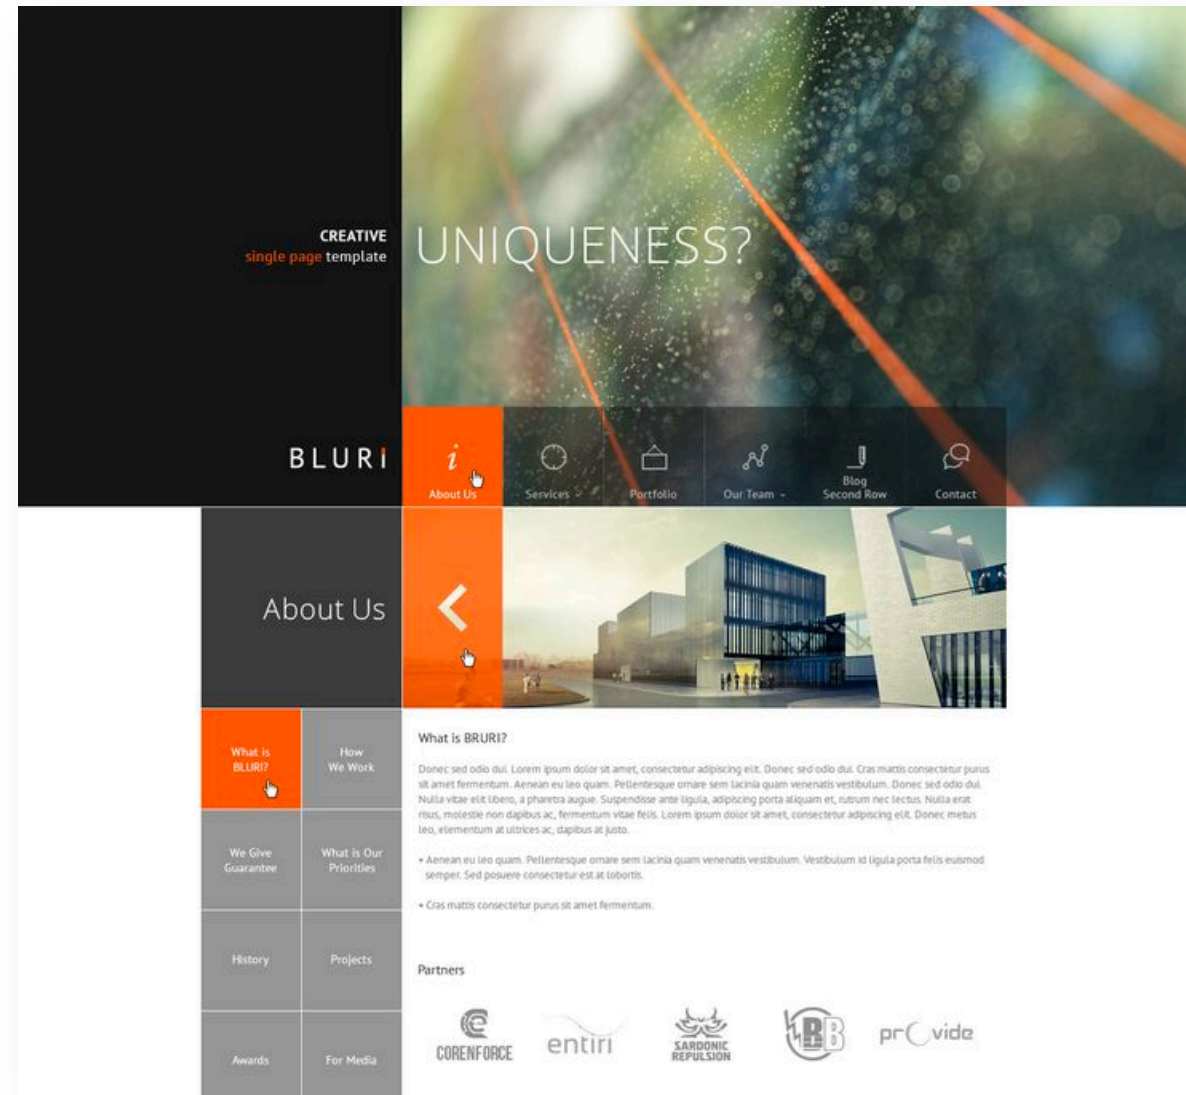 CREATIVE
single page template
UNIQUENESS?
BLURi
i
About Us
Services
Portfolio
Our Team
Blog
Second Row
Contact
About Us
What is
BLURI?
How
We Work
We Give
Guarantee
What is Our
Priorities
History
Projects
Awards
For Media
What is BRURI?
Donec sed odio dui. Lorem ipsum dolor sit amet, consectetur adipiscing elit. Donec sed odio dui. Cras mattis consectetur purus
sit amet fermentum. Aenean eu leo quam. Pellentesque ornare sem lacinia quam venenatis vestibulum. Donec sed odio dui.
Nulla vitae elit libero, a pharetra augue. Suspendisse ante ligula, adipiscing porta aliquam et, rutrum nec lectus. Nulla erat
risus, molestie non dapibus ac, fermentum vitae felis. Lorem ipsum dolor sit amet, consectetur adipiscing elit. Donec metus
leo, elementum at ultrices ac, dapibus at justo.
• Aenean eu leo quam. Pellentesque ornare sem lacinia quam venenatis vestibulum. Vestibulum id ligula porta felis euismod
semper. Sed posuere consectetur est at lobortis.
• Cras mattis consectetur purus sit amet fermentum.
Partners
CORENFORCE
entiri
SARDONIC
REPULSION
BB
provide